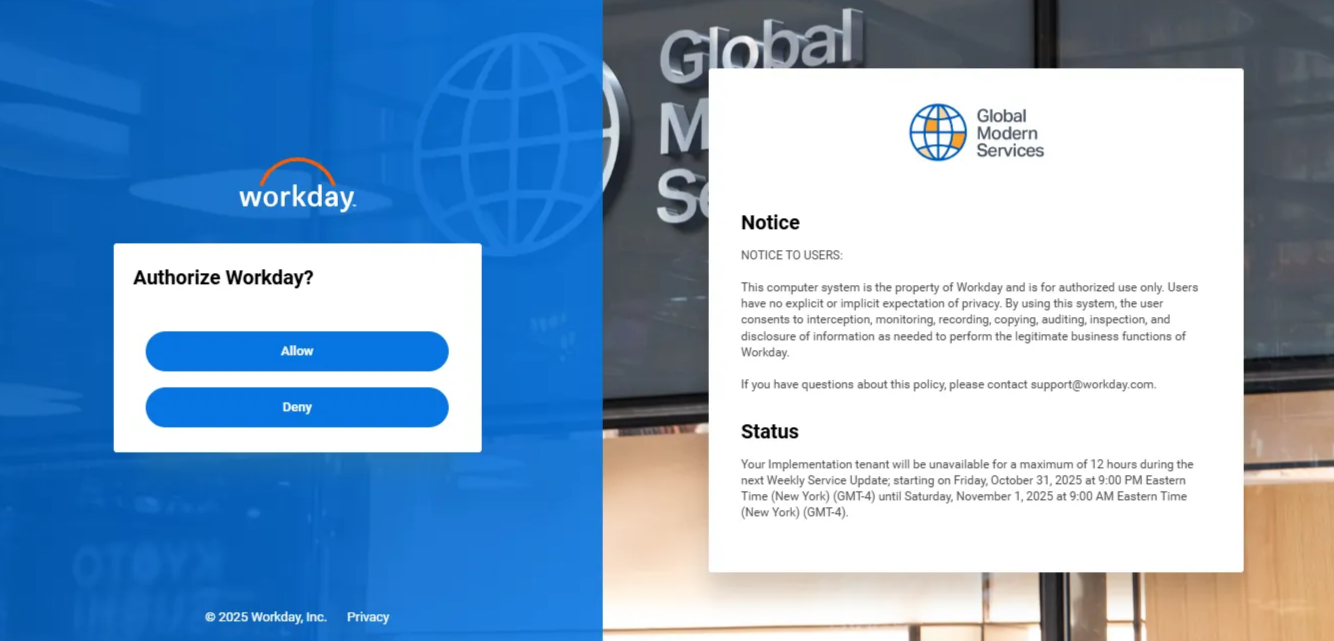 workday.
Authorize Workday?
Allow
Deny
© 2025 Workday, Inc. Privacy
Global
Global
Modern
Services
Notice
NOTICE TO USERS:
This computer system is the property of Workday and is for authorized use only. Users
have no explicit or implicit expectation of privacy. By using this system, the user
consents to interception, monitoring, recording, copying, auditing, inspection, and
disclosure of information as needed to perform the legitimate business functions of
Workday.
If you have questions about this policy, please contact support@workday.com.
Status
Your Implementation tenant will be unavailable for a maximum of 12 hours during the
next Weekly Service Update; starting on Friday, October 31, 2025 at 9:00 PM Eastern
Time (New York) (GMT-4) until Saturday, November 1, 2025 at 9:00 AM Eastern Time
(New York) (GMT-4).